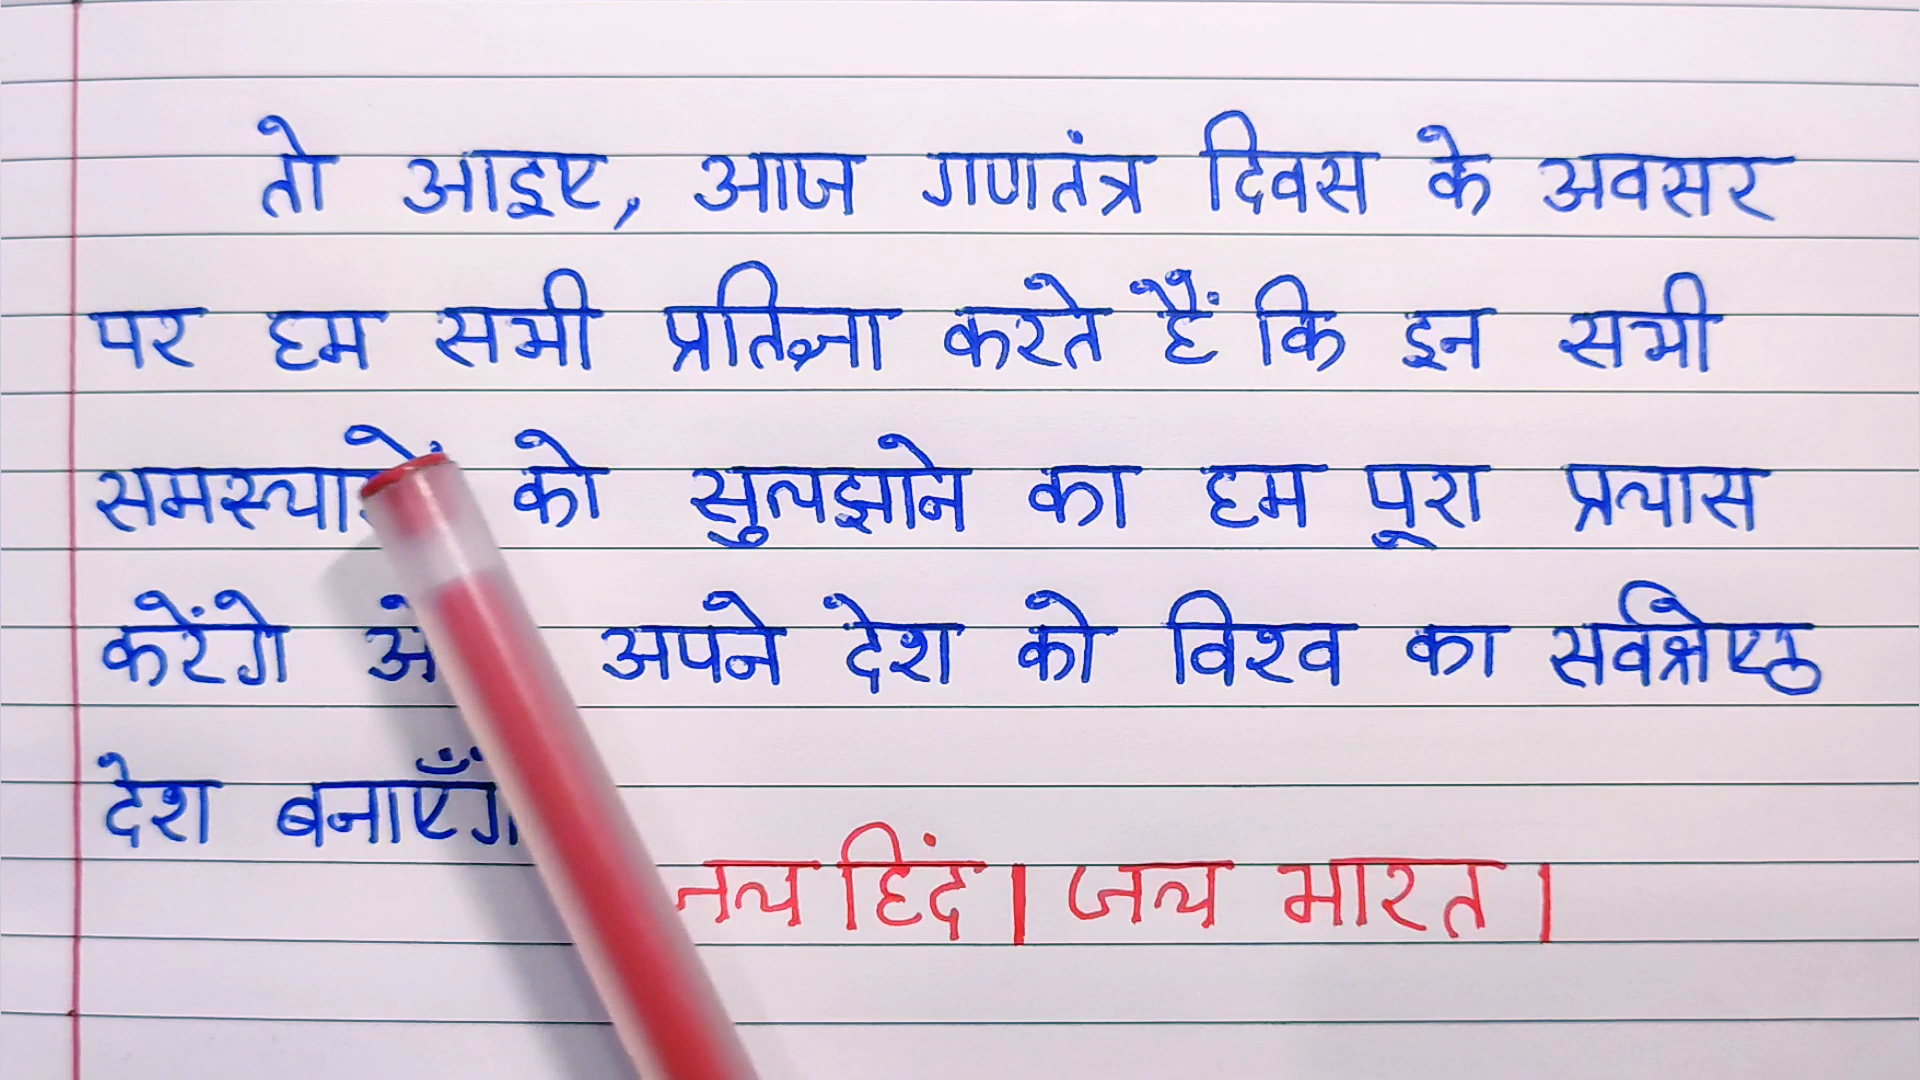 तो आइए, आज गणतंत्र दिवस के अवसर
पर हम सभी प्रतिज्ञा करते हैं कि इन सभी
को सुलझाने का हम पूरा प्रयास
करेंगे अपने देश को विश्व का सर्वश्रेष्ठ
देश
जय हिंद। जय भारत।